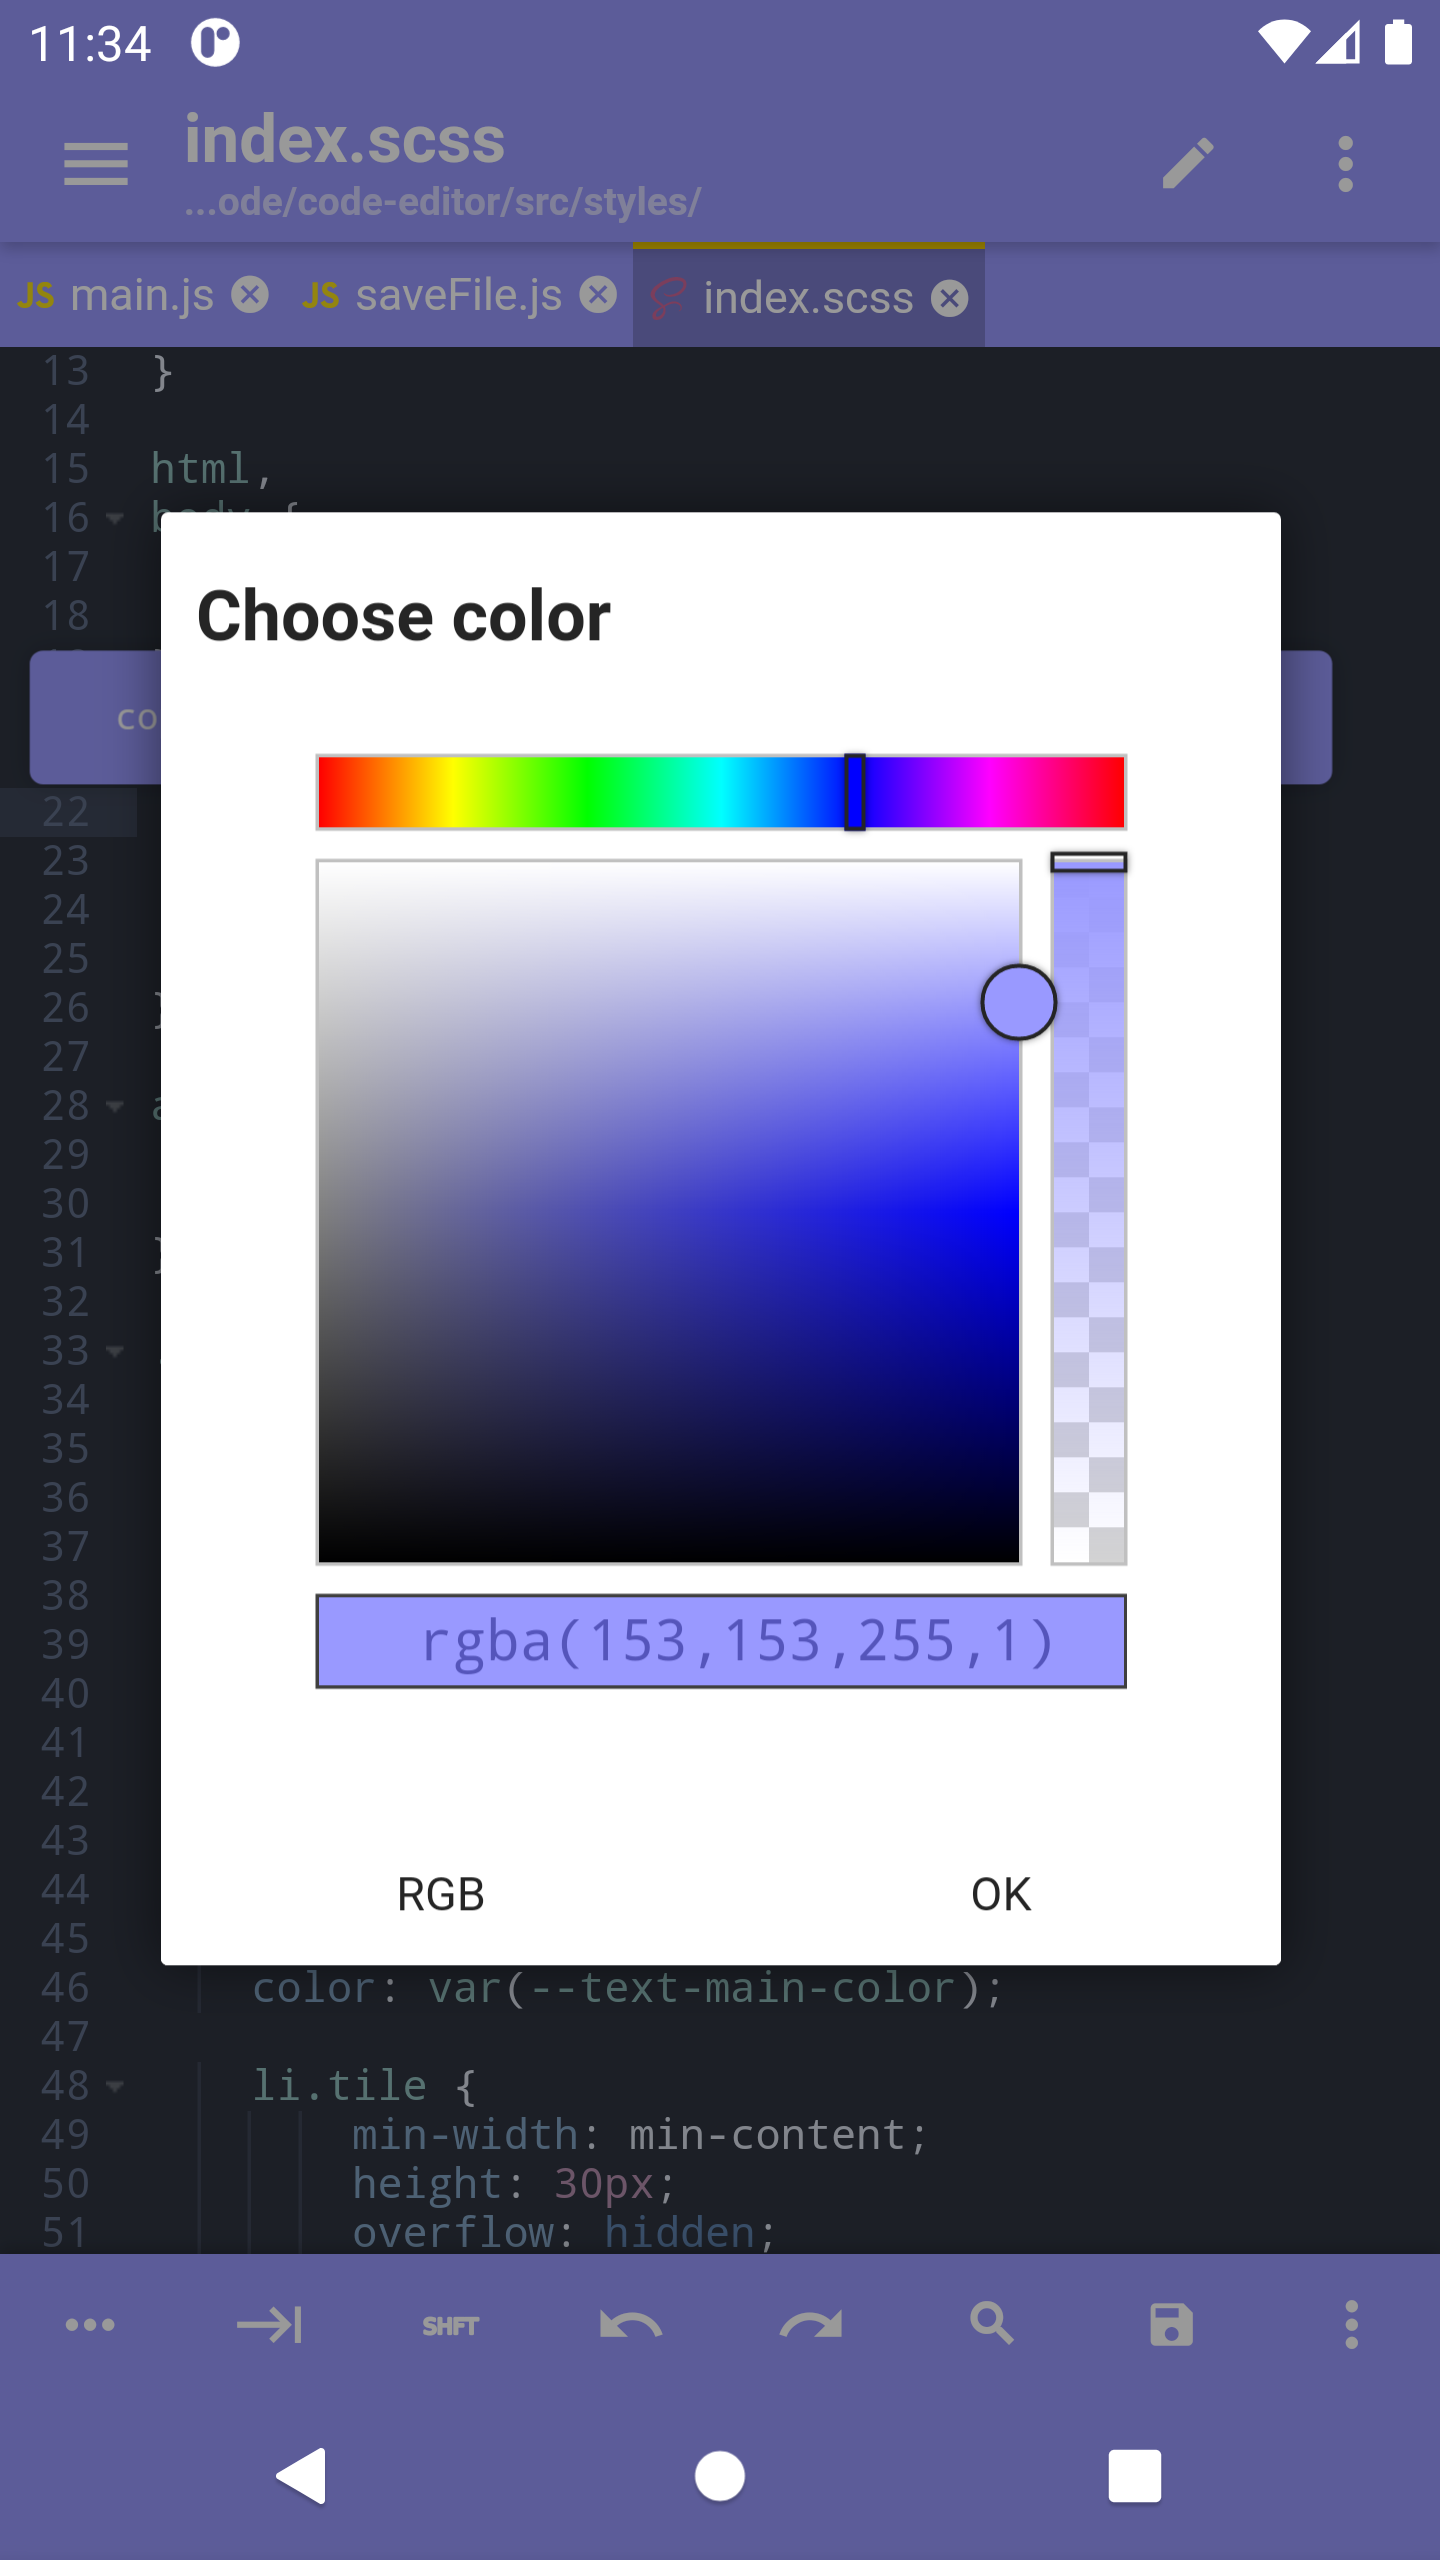 11:34
index.scss
...ode/code-editor/src/styles/
JS main.js JS saveFile.js index.scss
13 }
14
15 html,
16 body {
17
18
Choose color
co
22
23
24
25
26 }
27
28 a
29
30
31 }
32
33
34
35
36
37
38
39
rgba(153,153,255,1)
40
41
42
43
44
RGB OK
45
46 color: var(--text-main-color);
47
48 li.tile {
49 min-width: min-content;
50 height: 30px;
51 overflow: hidden;
SHFT